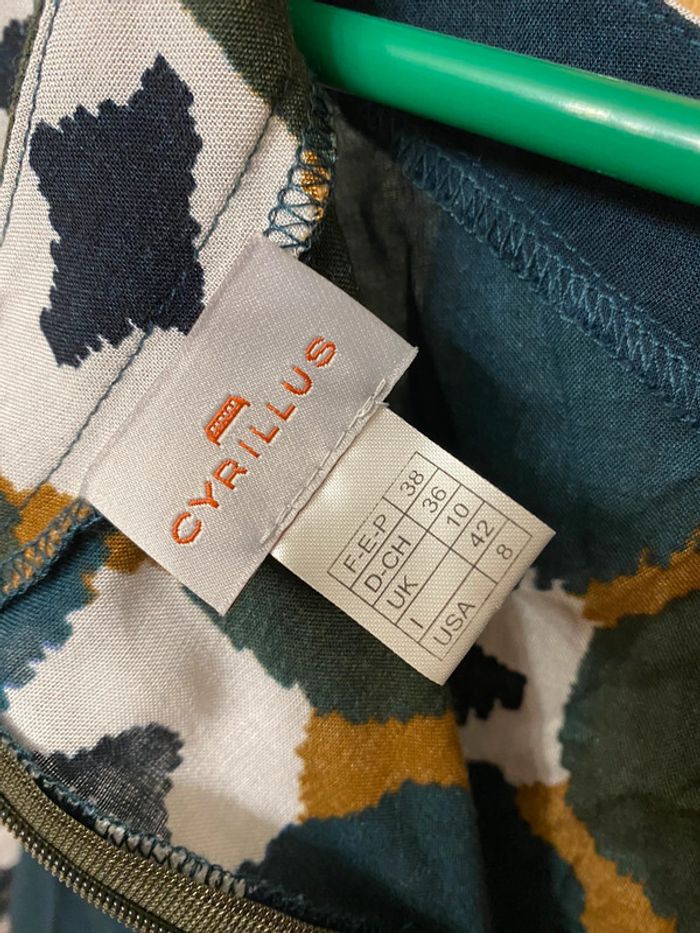 CYRILLUS
F-E-P 38
D-CH 36
UK 10
I 42
USA 8